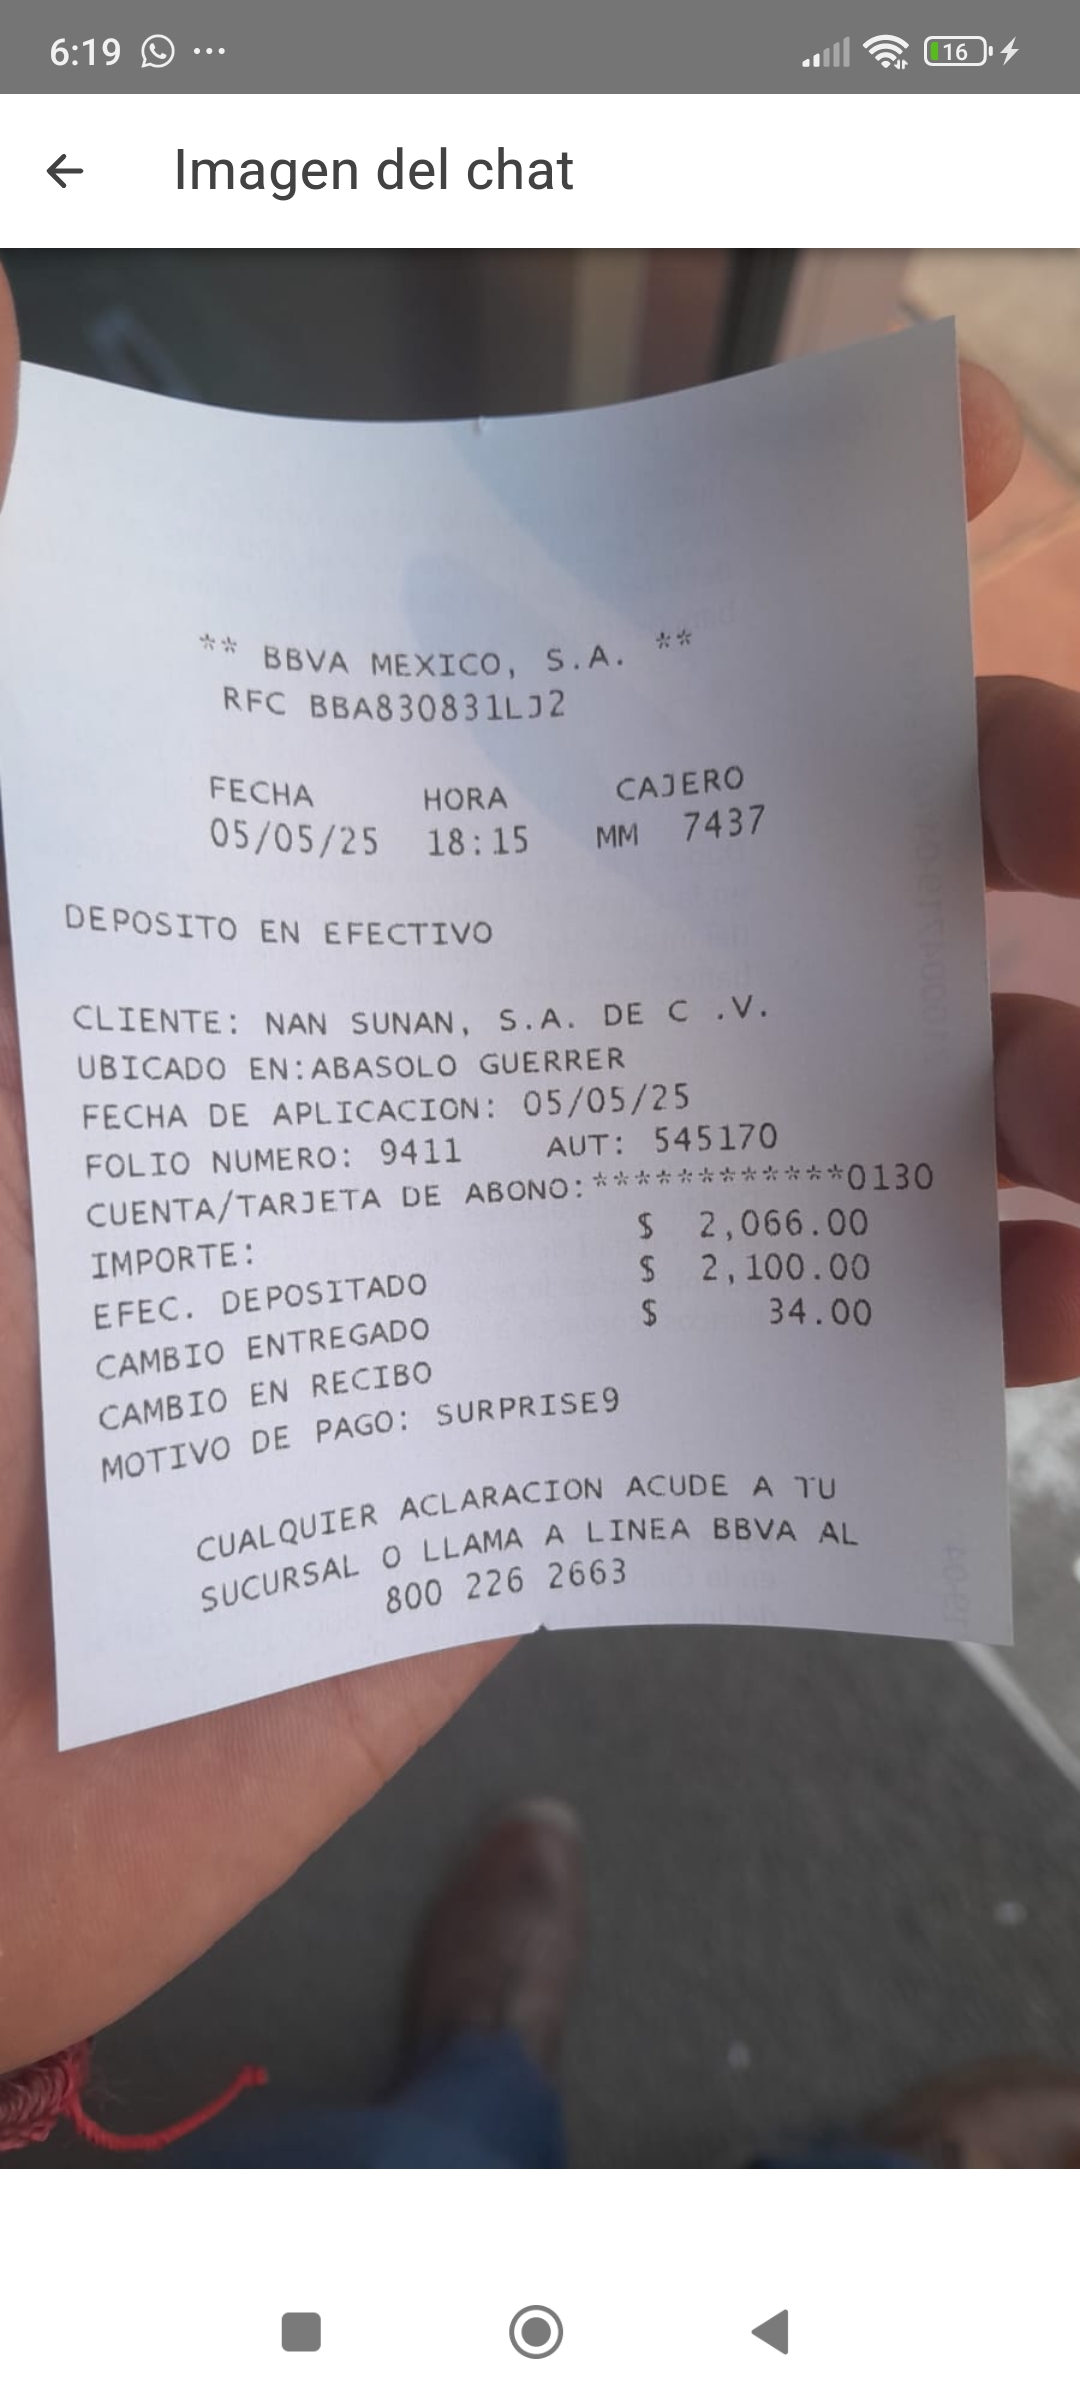 6:19
16
Imagen del chat
** BBVA MEXICO, S.A. **
RFC BBA830831LJ2
FECHA HORA CAJERO
05/05/25 18:15 MM 7437
DEPOSITO EN EFECTIVO
CLIENTE: NAN SUNAN, S.A. DE C .V.
UBICADO EN:ABASOLO GUERRER
FECHA DE APLICACION: 05/05/25
FOLIO NUMERO: 9411 AUT: 545170
CUENTA/TARJETA DE ABONO:************0130
IMPORTE: $ 2,066.00
EFEC. DEPOSITADO $ 2,100.00
CAMBIO ENTREGADO $ 34.00
CAMBIO EN RECIBO
MOTIVO DE PAGO: SURPRISE9
CUALQUIER ACLARACION ACUDE A TU
SUCURSAL O LLAMA A LINEA BBVA AL
800 226 2663